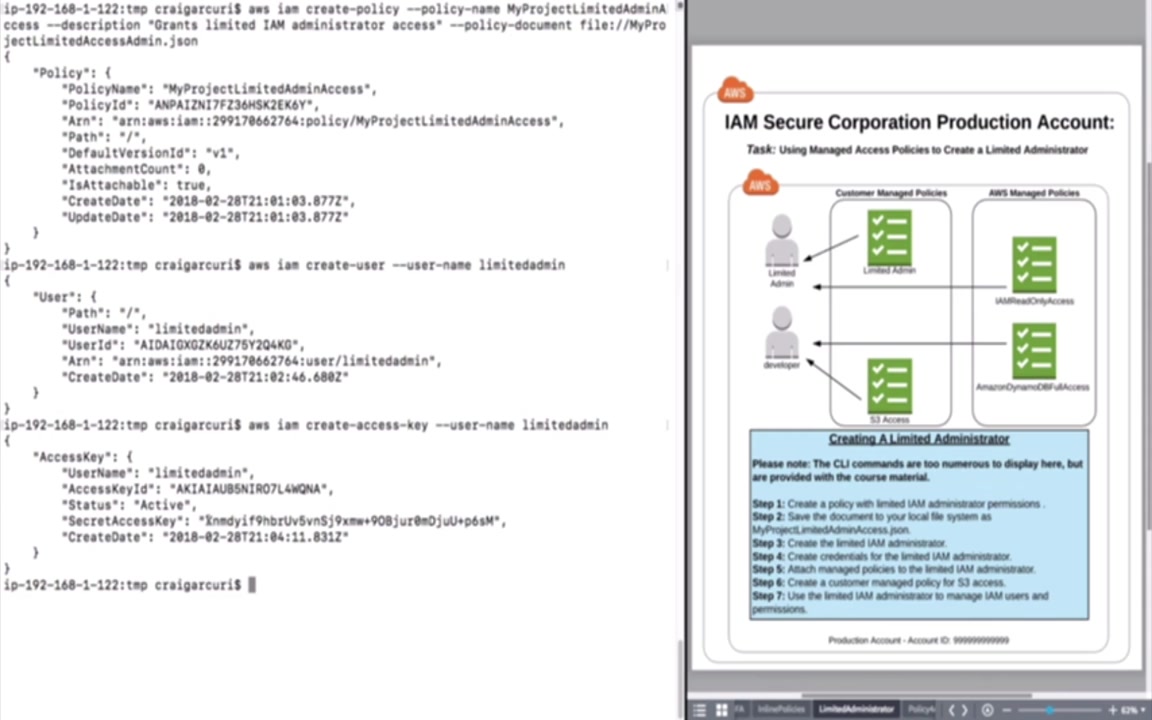 ip-192-168-1-122:tmp craigarcuri$ aws iam create-policy --policy-name MyProjectLimitedAdminA
ccess --description "Grants limited IAM administrator access" --policy-document file://MyPro
jectLimitedAccessAdmin.json
{
"Policy": {
"PolicyName": "MyProjectLimitedAdminAccess",
"PolicyId": "ANPAIZNI7FZ36HSK2EK6Y",
"Arn": "arn:aws:iam::299170662764:policy/MyProjectLimitedAdminAccess",
"Path": "/",
"DefaultVersionId": "v1",
"AttachmentCount": 0,
"IsAttachable": true,
"CreateDate": "2018-02-28T21:01:03.877Z",
"UpdateDate": "2018-02-28T21:01:03.877Z"
}
}
ip-192-168-1-122:tmp craigarcuri$ aws iam create-user --user-name limitedadmin
{
"User": {
"Path": "/",
"UserName": "limitedadmin",
"UserId": "AIDAIGXGZK6UZ75Y2Q4KG",
"Arn": "arn:aws:iam::299170662764:user/limitedadmin",
"CreateDate": "2018-02-28T21:02:46.680Z"
}
}
ip-192-168-1-122:tmp craigarcuri$ aws iam create-access-key --user-name limitedadmin
{
"AccessKey": {
"UserName": "limitedadmin",
"AccessKeyId": "AKIAIAUB5NIRO7L4WQNA",
"Status": "Active",
"SecretAccessKey":
"CreateDate": "2018-02-28T21:04:11.831Z"
}
}
ip-192-168-1-122:tmp craigarcuri$
AWS
IAM Secure Corporation Production Account:
Task: Using Managed Access Policies to Create a Limited Administrator
AWS
Customer Managed Policies
AWS Managed Policies
Limited
Admin
Limited Admin
IAMReadOnlyAccess
developer
S3 Access
AmazonDynamoDBFullAccess
Creating A Limited Administrator
Please note: The CLI commands are too numerous to display here, but
are provided with the course material.
Step 1: Create a policy with limited IAM administrator permissions .
Step 2: Save the document to your local file system as
MyProjectLimitedAdminAccess.json.
Step 3: Create the limited IAM administrator.
Step 4: Create credentials for the limited IAM administrator.
Step 5: Attach managed policies to the limited IAM administrator.
Step 6: Create a customer managed policy for S3 access.
Step 7: Use the limited IAM administrator to manage IAM users and
permissions.
Production Account - Account ID: 999999999999
FA InlinePolicies LimitedAdministrator 82%